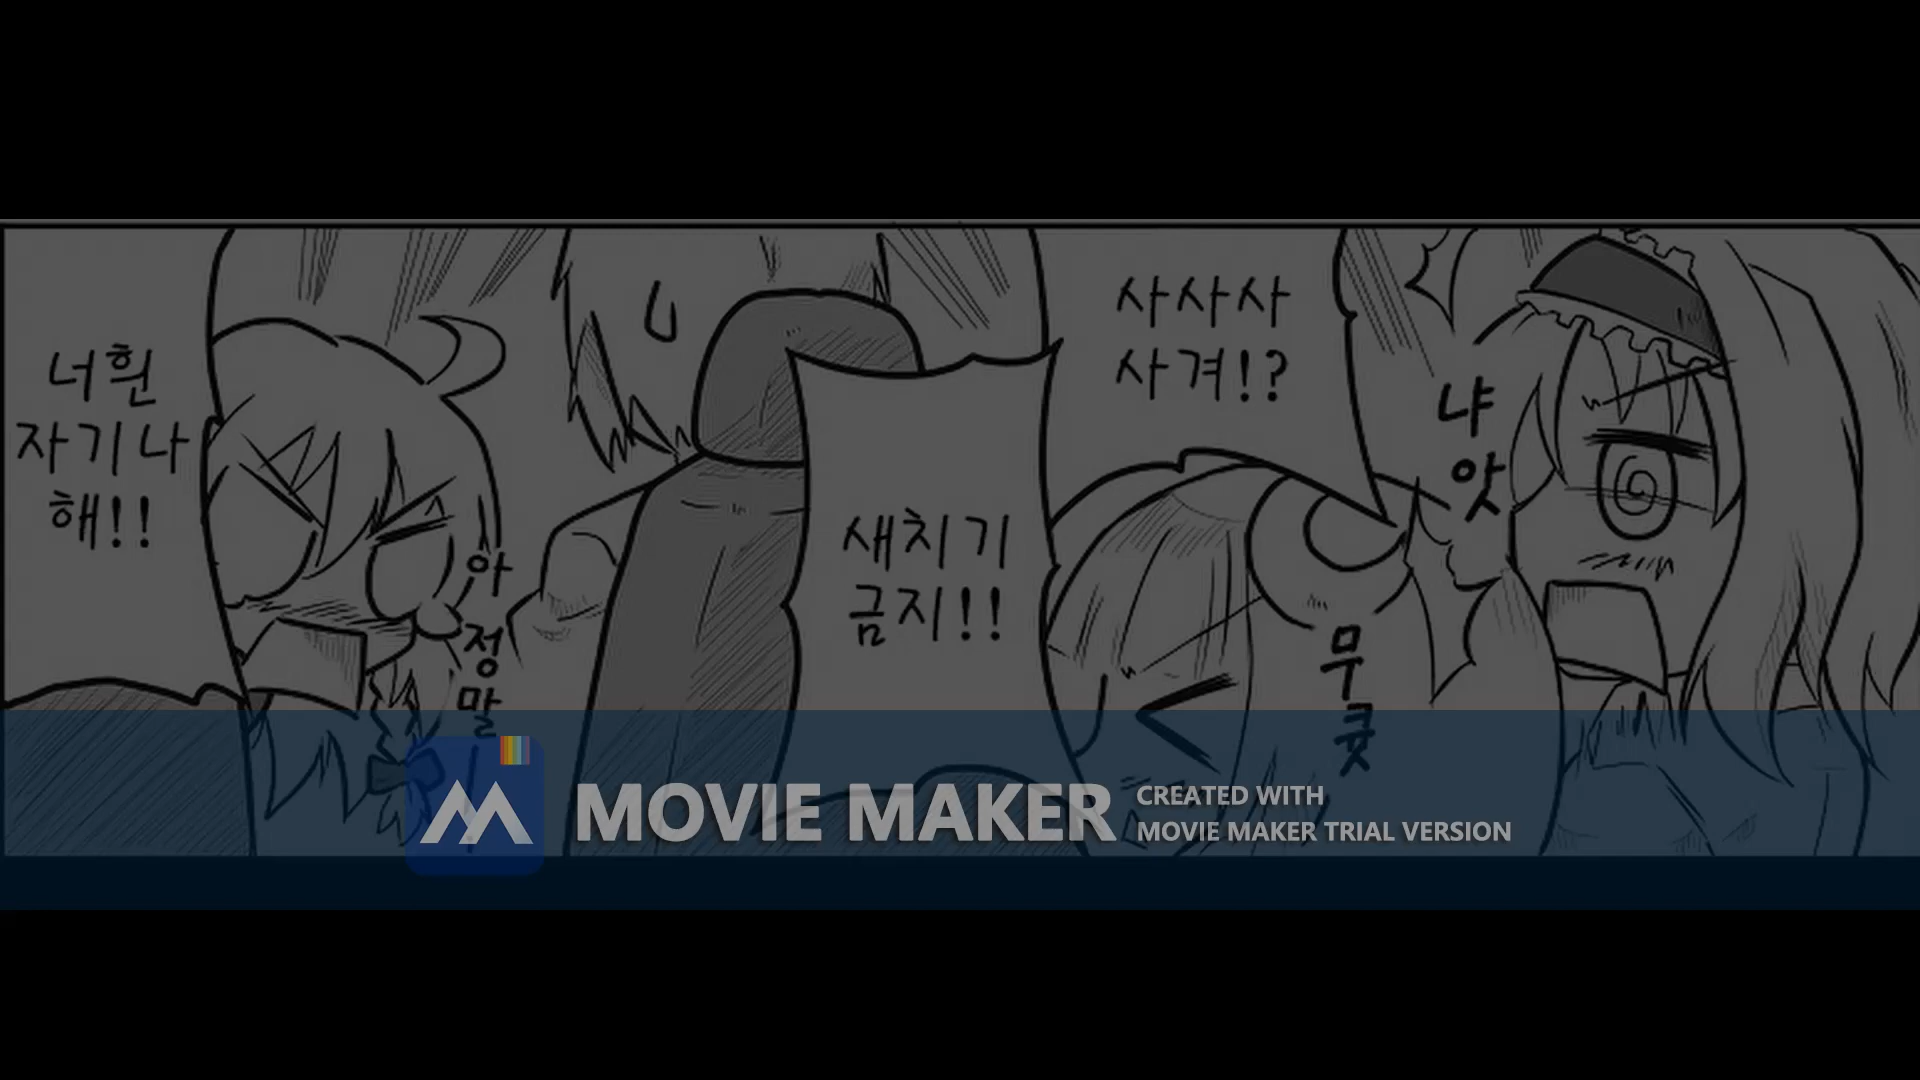 너흰
자기나
해!!
아
정
말
ㅣ
새치기
금지!!
사사사
사겨!?
무
큣
냐
앗
MOVIE MAKER
CREATED WITH
MOVIE MAKER TRIAL VERSION